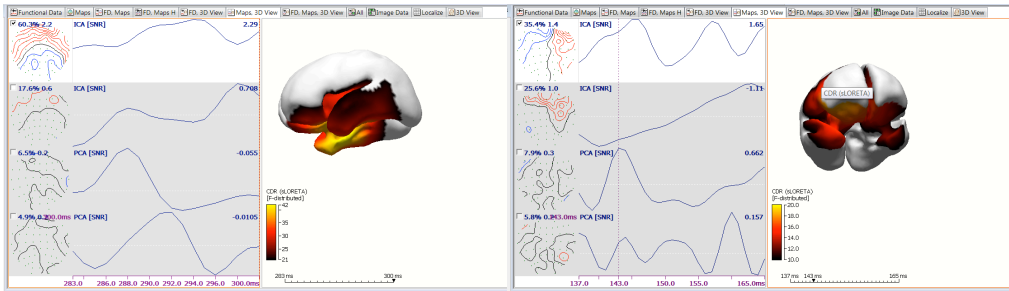 Functional Data Maps FD, Maps FD, Maps H FD, 3D View Maps, 3D View FD, Maps, 3D View All Image Data Localize 3D View
60.3% 2.2 ICA [SNR] 2.29
17.6% 0.6 ICA [SNR] 0.708
6.5% 0.2 PCA [SNR] -0.055
4.9% 0.2 300.0ms PCA [SNR] -0.0105
283.0 286.0 288.0 290.0 292.0 294.0 296.0 300.0ms
CDR (sLORETA)
[F-distributed]
42
35
30
25
21
283 ms 300 ms
Functional Data Maps FD, Maps FD, Maps H FD, 3D View Maps, 3D View FD, Maps, 3D View All Image Data Localize 3D View
35.4% 1.4 ICA [SNR] 1.65
25.6% 1.0 ICA [SNR] -1.11
7.9% 0.3 PCA [SNR] 0.662
5.8% 0.2 143.0ms PCA [SNR] 0.157
137.0 143.0 150.0 155.0 165.0ms
CDR (sLORETA)
CDR (sLORETA)
[F-distributed]
20.0
18.0
16.0
14.0
12.0
10.0
137 ms 143 ms 165 ms